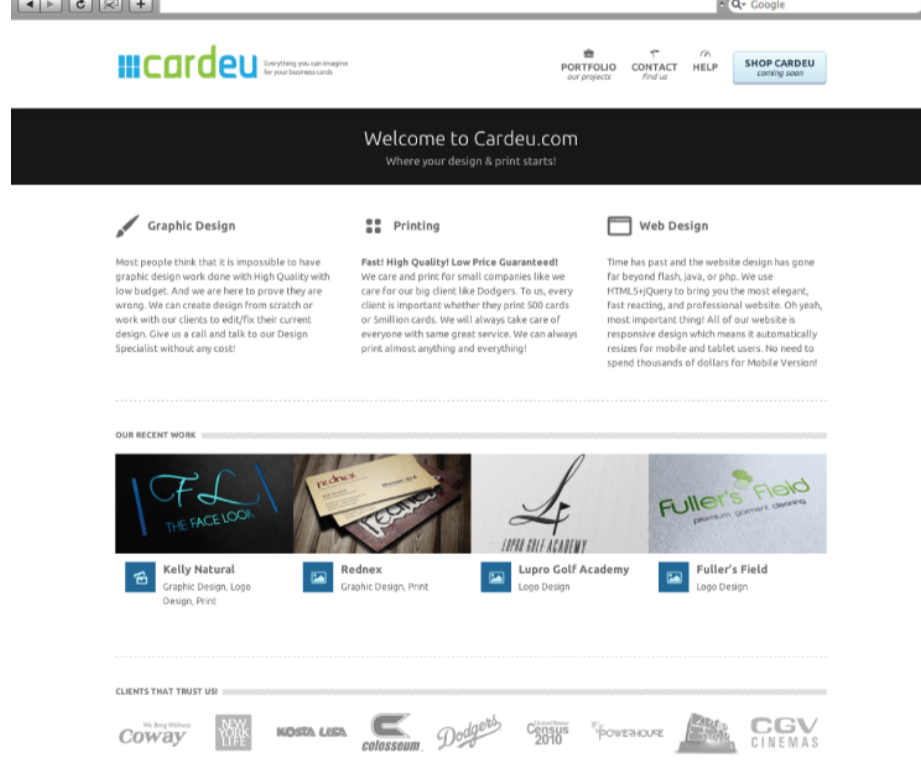 Google
cardeu
Everything you can imagine
for your business cards
PORTFOLIO
our projects
CONTACT
find us
HELP
SHOP CARDEU
coming soon
Welcome to Cardeu.com
Where your design & print starts!
Graphic Design
Most people think that it is impossible to have
graphic design work done with High Quality with
low budget. And we are here to prove they are
wrong. We can create design from scratch or
work with our clients to edit/fix their current
design. Give us a call and talk to our Design
Specialist without any cost!
Printing
Fast! High Quality! Low Price Guaranteed!
We care and print for small companies like we
care for our big client like Dodgers. To us, every
client is important whether they print 500 cards
or 5million cards. We will always take care of
everyone with same great service. We can always
print almost anything and everything!
Web Design
Time has past and the website design has gone
far beyond flash, java, or php. We use
HTML5+jQuery to bring you the most elegant,
fast reacting, and professional website. Oh yeah,
most important thing! All of our website is
responsive design which means it automatically
resizes for mobile and tablet users. No need to
spend thousands of dollars for Mobile Version!
OUR RECENT WORK
FL
THE FACE LOOK
rednex
rednex
L
LUPRO GOLF ACADEMY
Fuller's Field
premium garment cleaning
Kelly Natural
Graphic Design, Logo
Design, Print
Rednex
Graphic Design, Print
Lupro Golf Academy
Logo Design
Fuller's Field
Logo Design
CLIENTS THAT TRUST US!
We Bring Wellness
Coway
NEW
YORK
LIFE
KOSTA USA
colosseum
Dodgers
United States
Census
2010
POWERHOUSE
CGV
CINEMAS